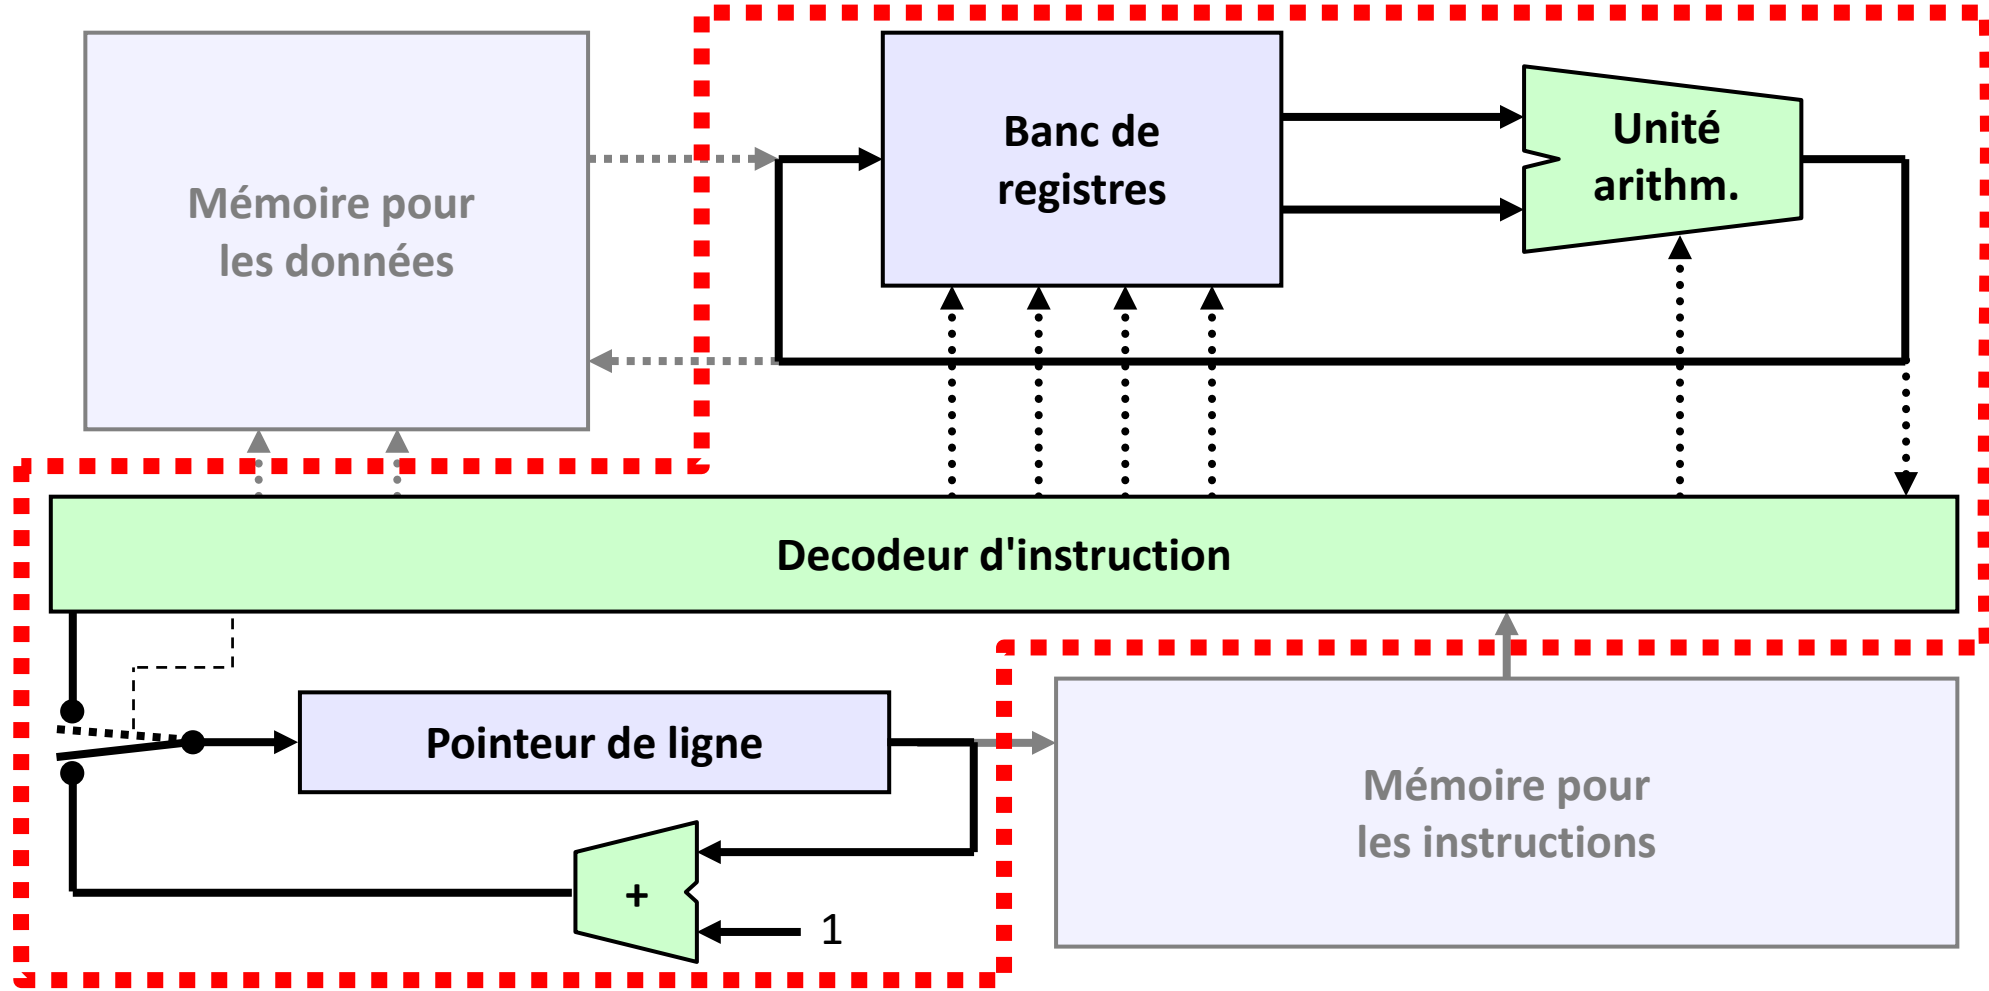 Mémoire pour
les données
Banc de
registres
Unité
arithm.
Decodeur d'instruction
Pointeur de ligne
+
1
Mémoire pour
les instructions